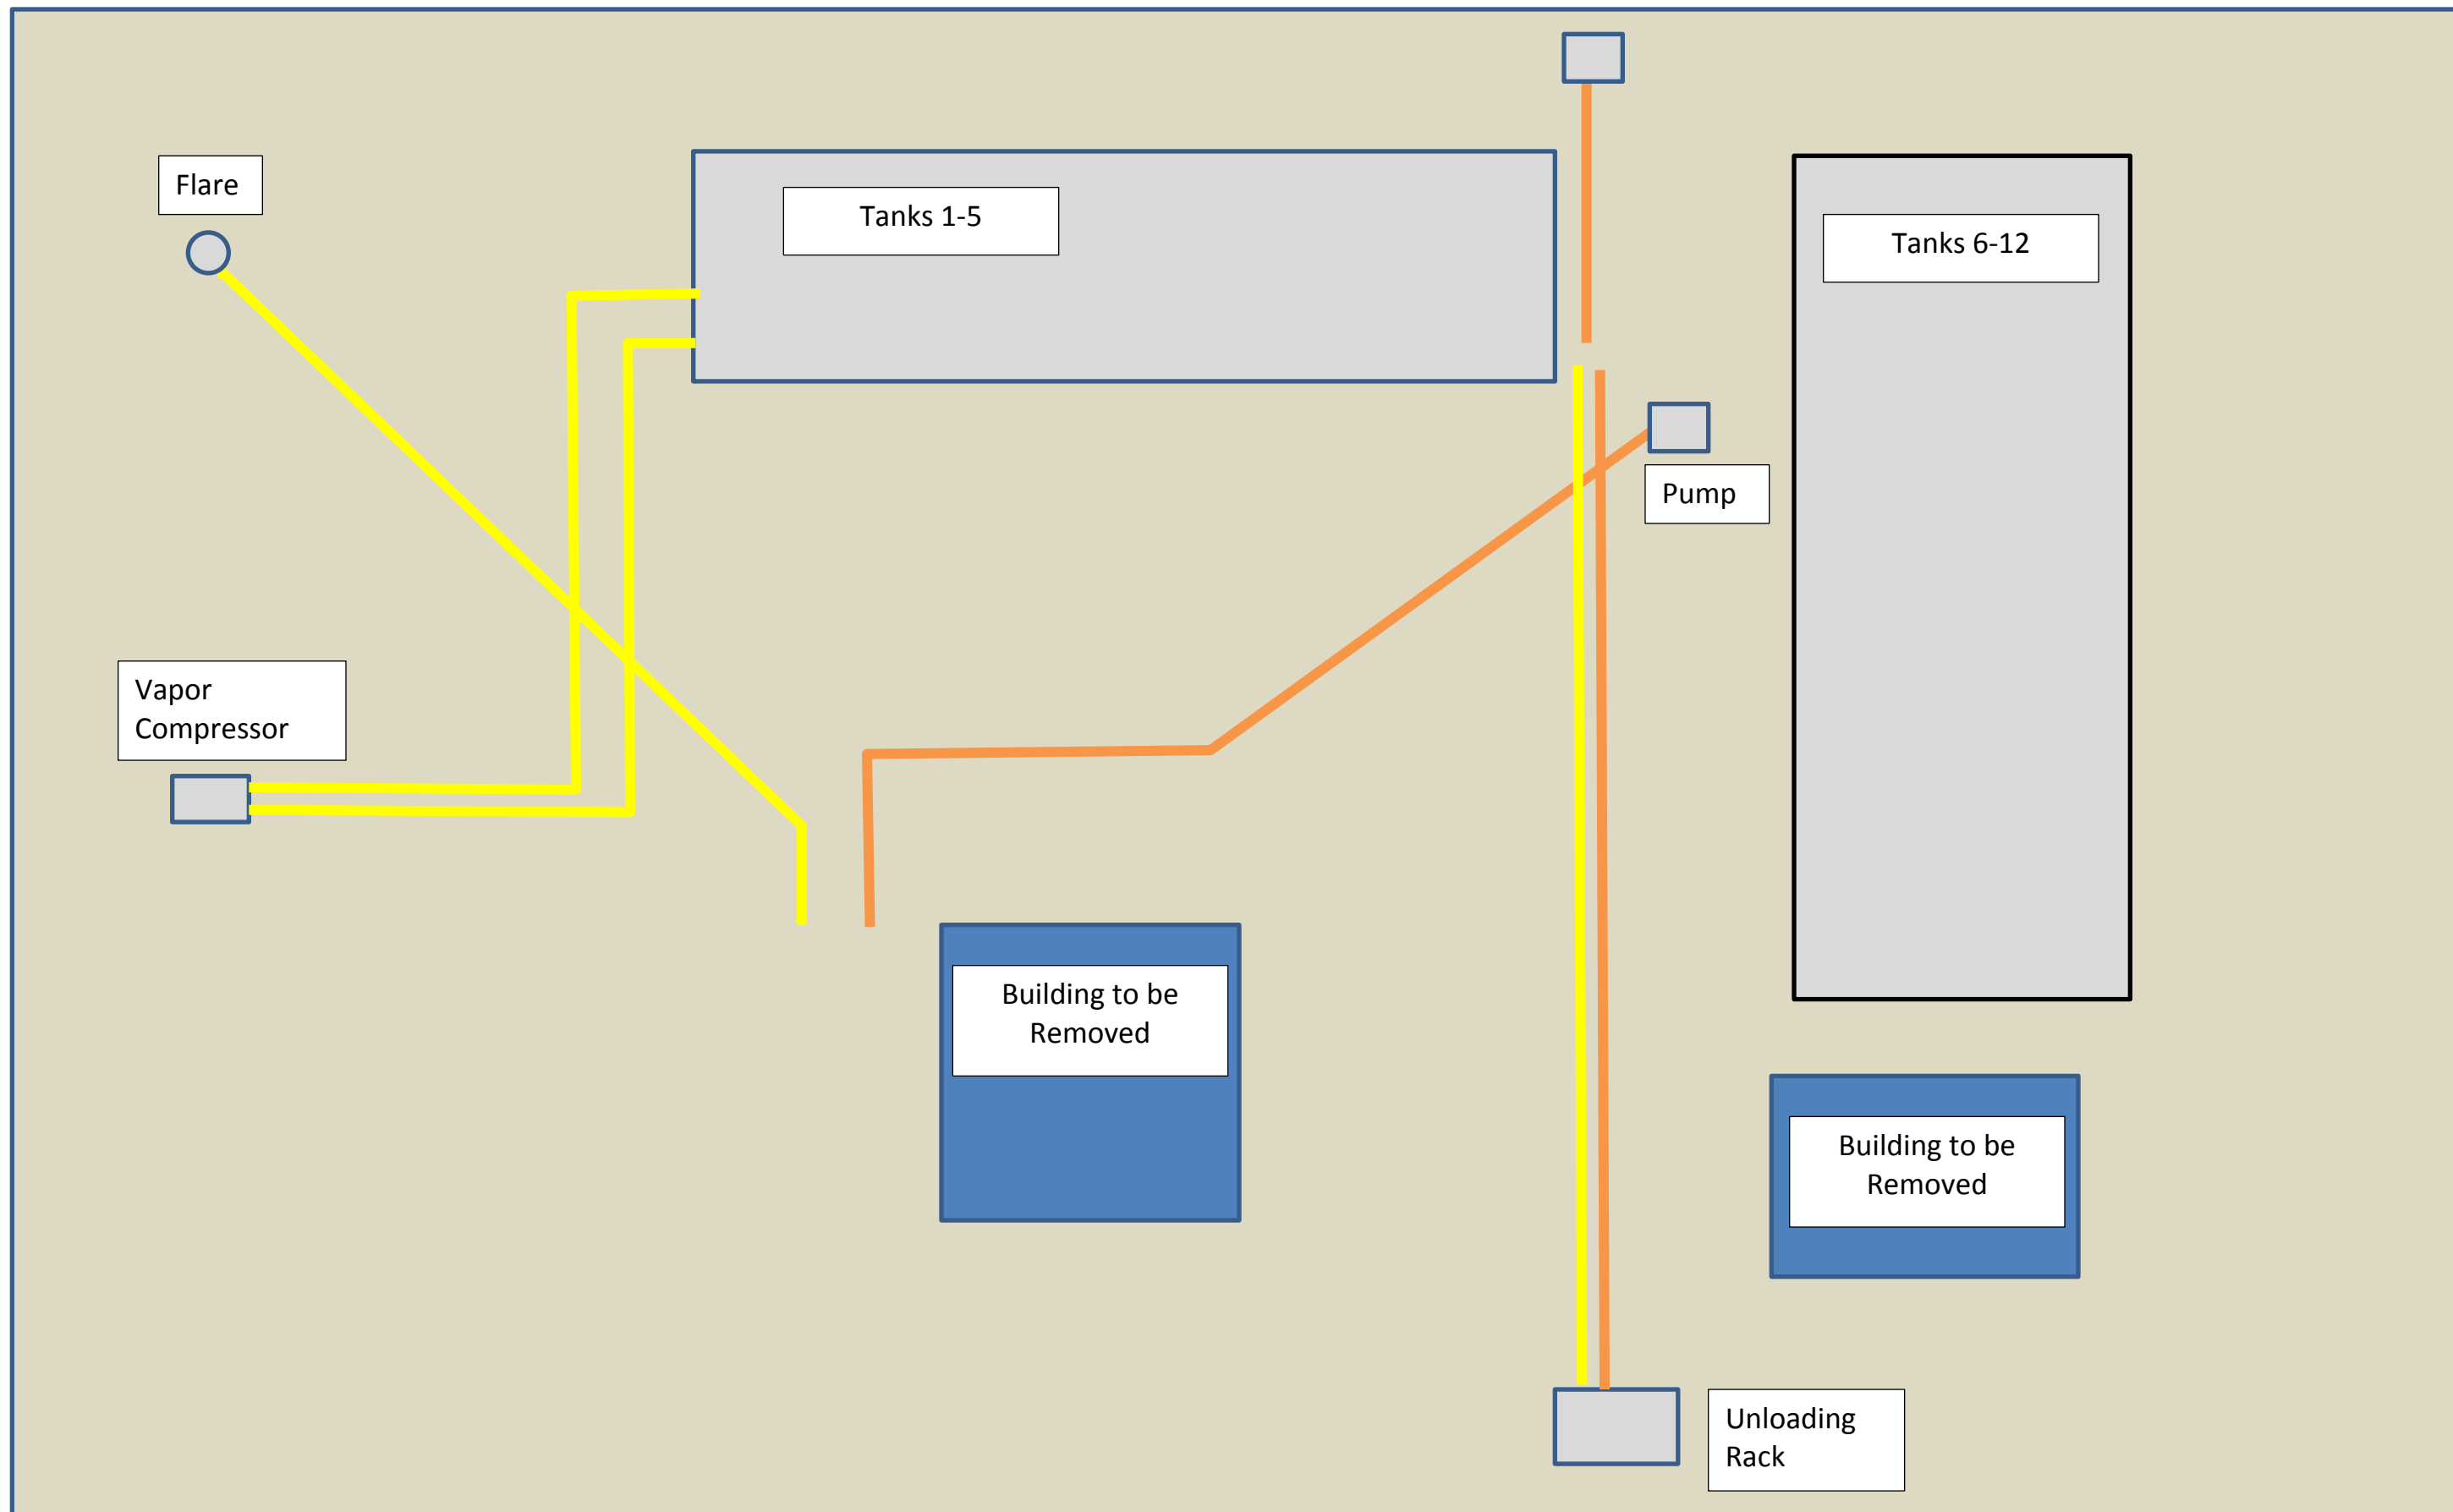 Flare
Tanks 1-5
Tanks 6-12
Pump
Vapor
Compressor
Building to be
Removed
Building to be
Removed
Unloading
Rack